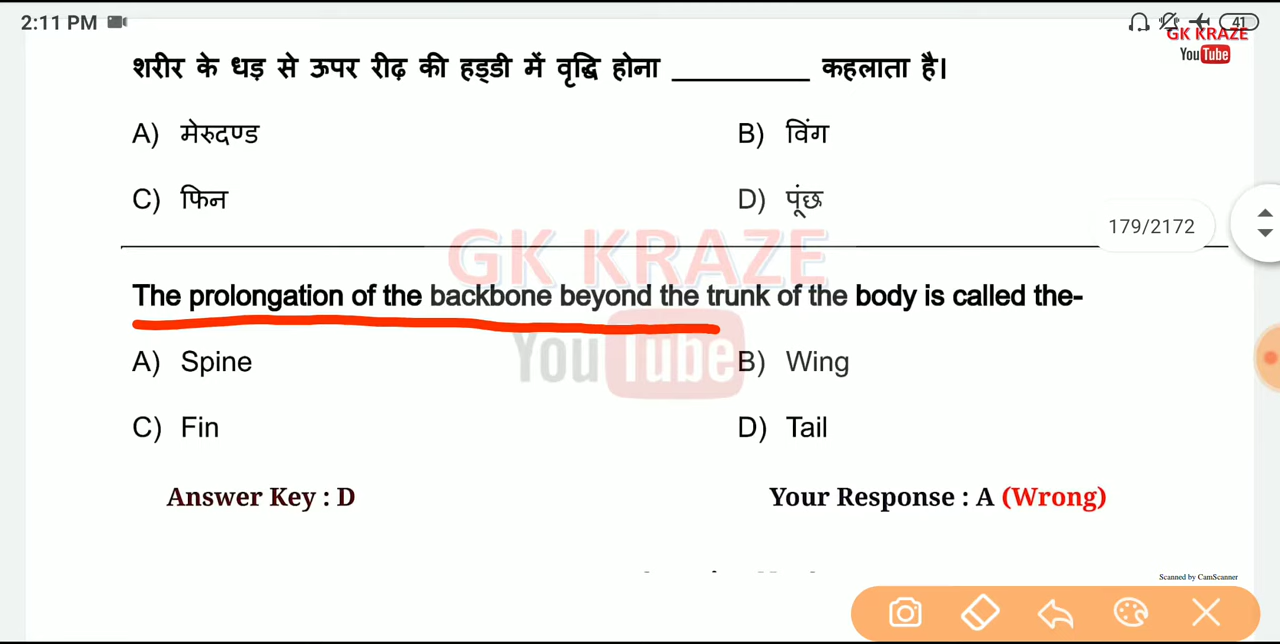 2:11 PM 41
GK KRAZE
YouTube
शरीर के धड़ से ऊपर रीढ़ की हड्डी में वृद्धि होना __________ कहलाता है।
A) मेरुदण्ड B) विंग
C) फिन D) पूंछ
179/2172
GK KRAZE
The prolongation of the backbone beyond the trunk of the body is called the-
YouTube
A) Spine B) Wing
C) Fin D) Tail
Answer Key : D Your Response : A (Wrong)
Scanned by CamScanner